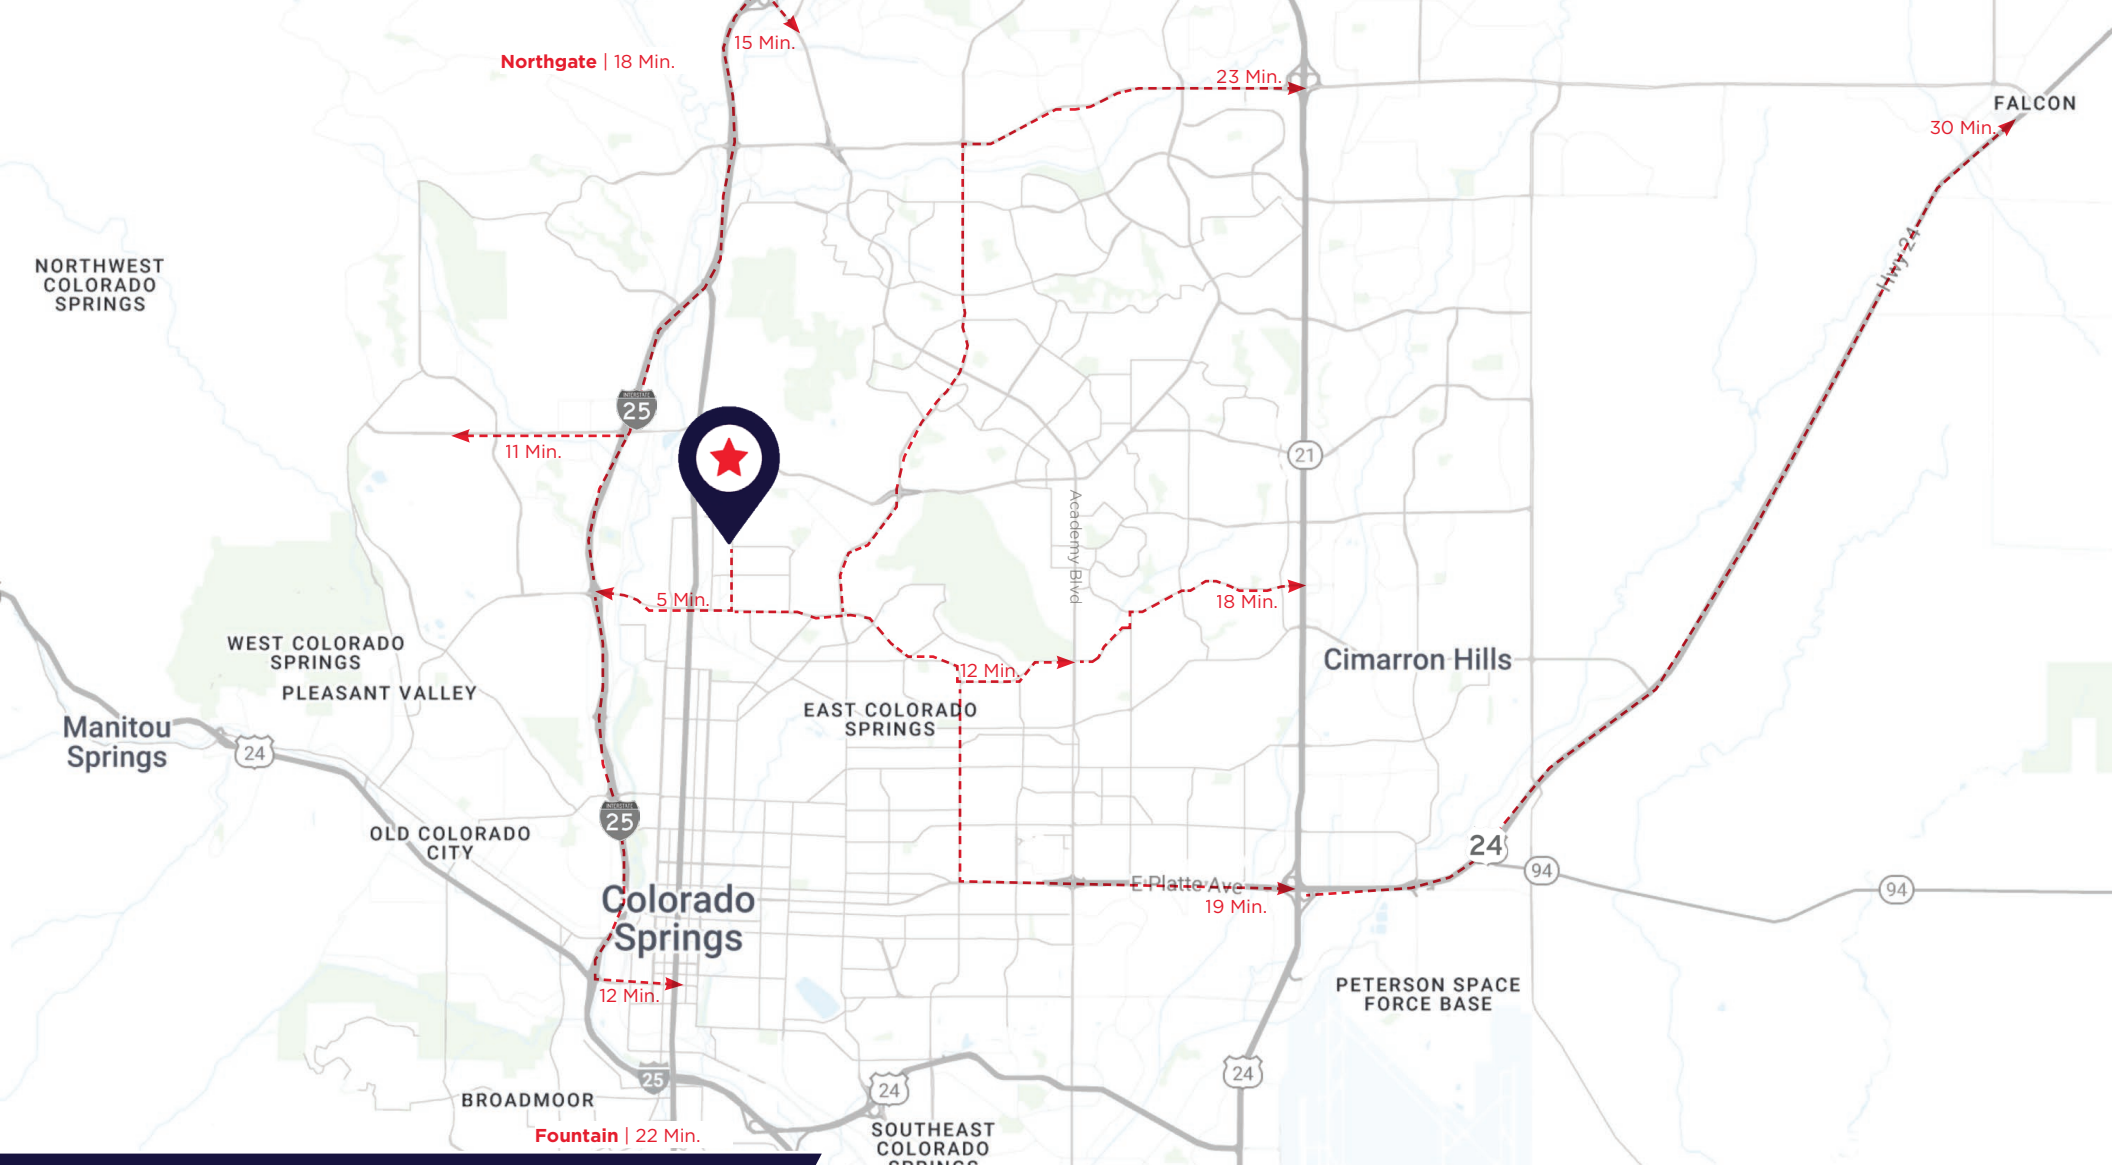 15 Min.
Northgate | 18 Min.
23 Min.
FALCON
30 Min.
Hwy 24
NORTHWEST
COLORADO
SPRINGS
INTERSTATE
25
11 Min.
21
Academy Blvd
5 Min.
18 Min.
WEST COLORADO
SPRINGS
12 Min.
Cimarron Hills
PLEASANT VALLEY
EAST COLORADO
SPRINGS
Manitou
Springs
24
INTERSTATE
25
OLD COLORADO
CITY
24
94
94
E Platte Ave
19 Min.
Colorado
Springs
12 Min.
PETERSON SPACE
FORCE BASE
25
24
24
BROADMOOR
Fountain | 22 Min.
SOUTHEAST
COLORADO
SPRINGS